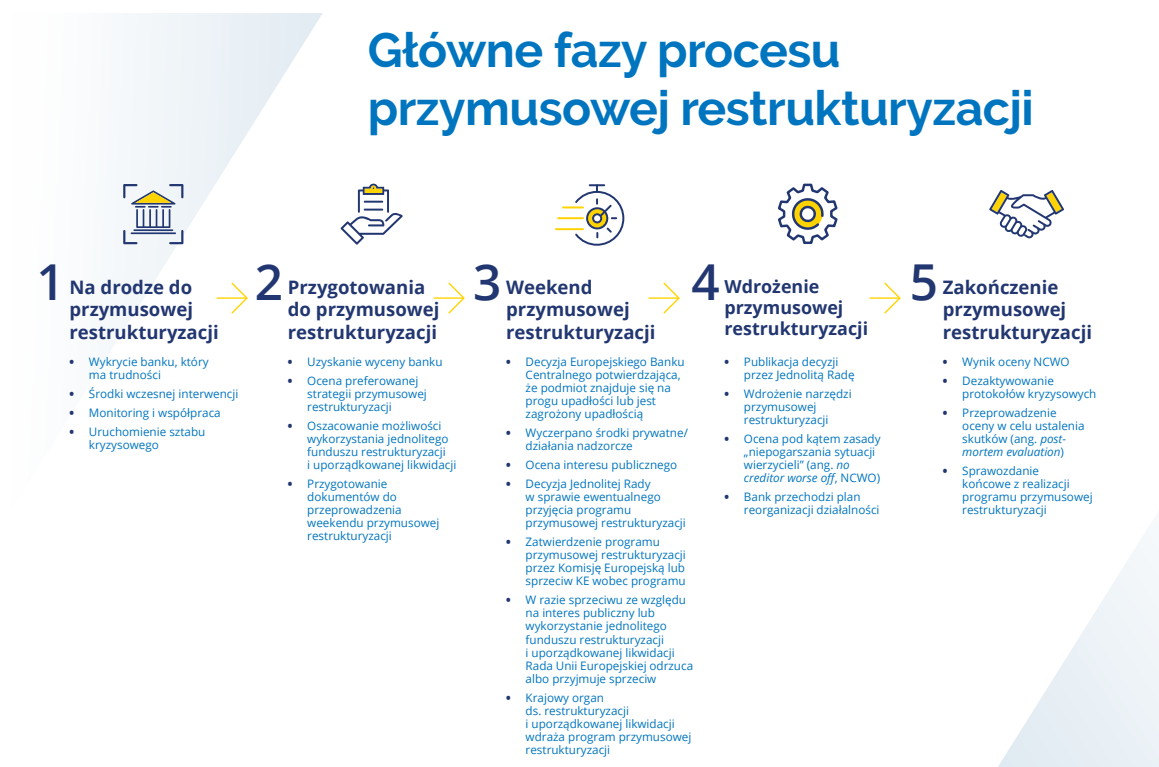 Główne fazy procesu
przymusowej restrukturyzacji
1 Na drodze do
przymusowej
restrukturyzacji
• Wykrycie banku, który
ma trudności
• Środki wczesnej interwencji
• Monitoring i współpraca
• Uruchomienie sztabu
kryzysowego
2 Przygotowania
do przymusowej
restrukturyzacji
• Uzyskanie wyceny banku
• Ocena preferowanej
strategii przymusowej
restrukturyzacji
• Oszacowanie możliwości
wykorzystania jednolitego
funduszu restrukturyzacji
i uporządkowanej likwidacji
• Przygotowanie
dokumentów do
przeprowadzenia
weekendu przymusowej
restrukturyzacji
3 Weekend
przymusowej
restrukturyzacji
• Decyzja Europejskiego Banku
Centralnego potwierdzająca,
że podmiot znajduje się na
progu upadłości lub jest
zagrożony upadłością
• Wyczerpano środki prywatne/
działania nadzorcze
• Ocena interesu publicznego
• Decyzja Jednolitej Rady
w sprawie ewentualnego
przyjęcia programu
przymusowej restrukturyzacji
• Zatwierdzenie programu
przymusowej restrukturyzacji
przez Komisję Europejską lub
sprzeciw KE wobec programu
• W razie sprzeciwu ze względu
na interes publiczny lub
wykorzystanie jednolitego
funduszu restrukturyzacji
i uporządkowanej likwidacji
Rada Unii Europejskiej odrzuca
albo przyjmuje sprzeciw
• Krajowy organ
ds. restrukturyzacji
i uporządkowanej likwidacji
wdraża program przymusowej
restrukturyzacji
4 Wdrożenie
przymusowej
restrukturyzacji
• Publikacja decyzji
przez Jednolitą Radę
• Wdrożenie narzędzi
przymusowej
restrukturyzacji
• Ocena pod kątem zasady
„niepogarszania sytuacji
wierzycieli” (ang. no
creditor worse off, NCWO)
• Bank przechodzi plan
reorganizacji działalności
5 Zakończenie
przymusowej
restrukturyzacji
• Wynik oceny NCWO
• Dezaktywowanie
protokołów kryzysowych
• Przeprowadzenie
oceny w celu ustalenia
skutków (ang. post-
mortem evaluation)
• Sprawozdanie
końcowe z realizacji
programu przymusowej
restrukturyzacji